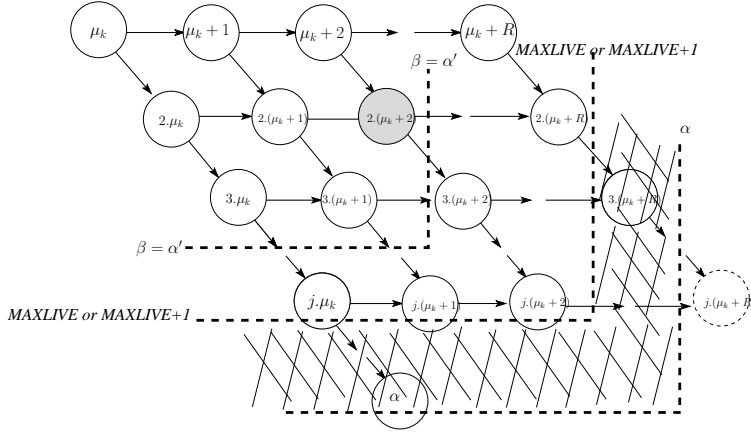 μk μk + 1 μk + 2 μk + R
MAXLIVE or MAXLIVE+1
β = α′
2.μk 2.(μk+1) 2.(μk+2) 2.(μk+R)
α
3.μk 3.(μk+1) 3.(μk+2) 3.(μk+R)
β = α′
j.μk j.(μk+1) j.(μk+2) j.(μk+R
MAXLIVE or MAXLIVE+1
α